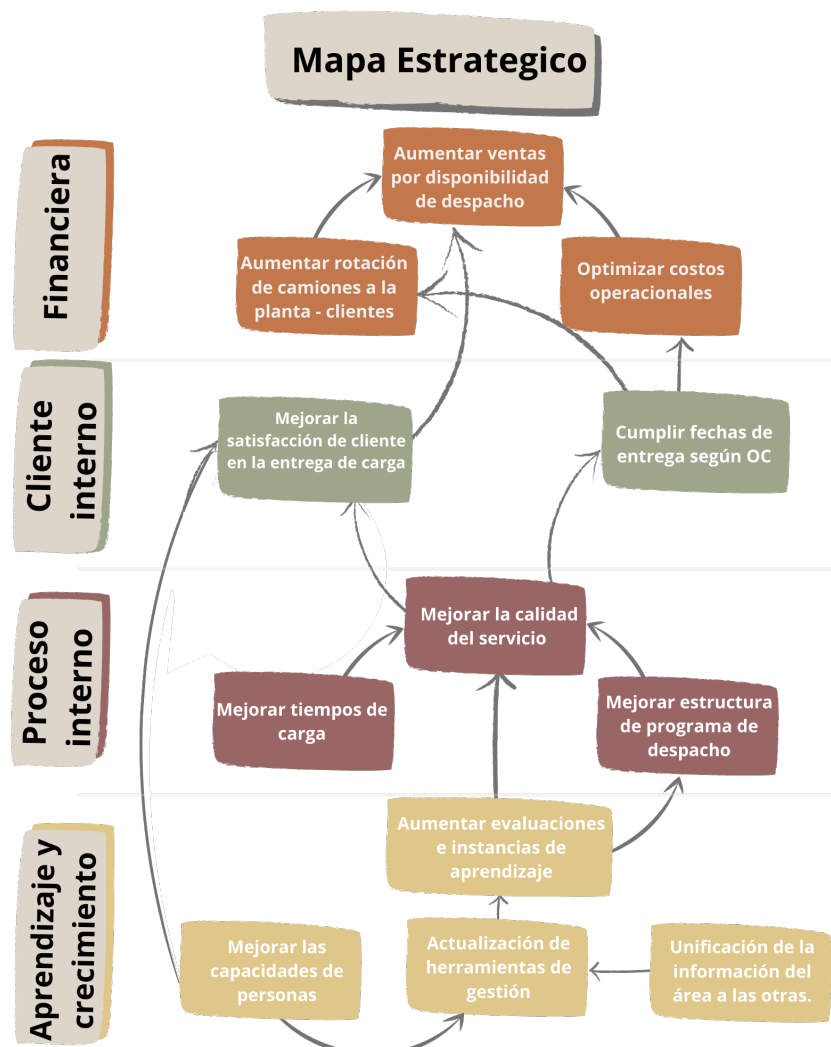 Mapa Estrategico
Financiera
Aumentar ventas
por disponibilidad
de despacho
Aumentar rotación
de camiones a la
planta - clientes
Optimizar costos
operacionales
Cliente
interno
Mejorar la
satisfacción de cliente
en la entrega de carga
Cumplir fechas de
entrega según OC
Proceso
interno
Mejorar la calidad
del servicio
Mejorar tiempos de
carga
Mejorar estructura
de programa de
despacho
Aprendizaje y
crecimiento
Aumentar evaluaciones
e instancias de
aprendizaje
Mejorar las
capacidades de
personas
Actualización de
herramientas de
gestión
Unificación de la
información del
área a las otras.